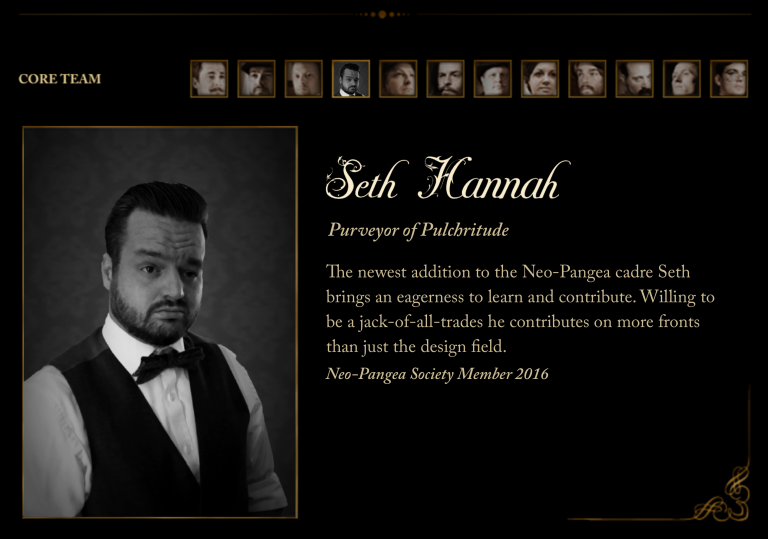 CORE TEAM
Seth Hannah
Purveyor of Pulchritude
The newest addition to the Neo-Pangea cadre Seth
brings an eagerness to learn and contribute. Willing to
be a jack-of-all-trades he contributes on more fronts
than just the design field.
Neo-Pangea Society Member 2016